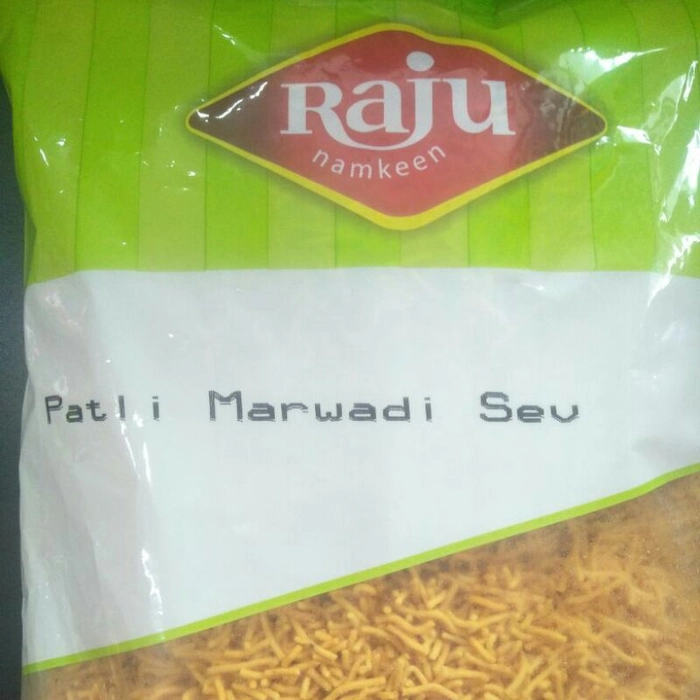 Raju
namkeen
Patli Marwadi Sev